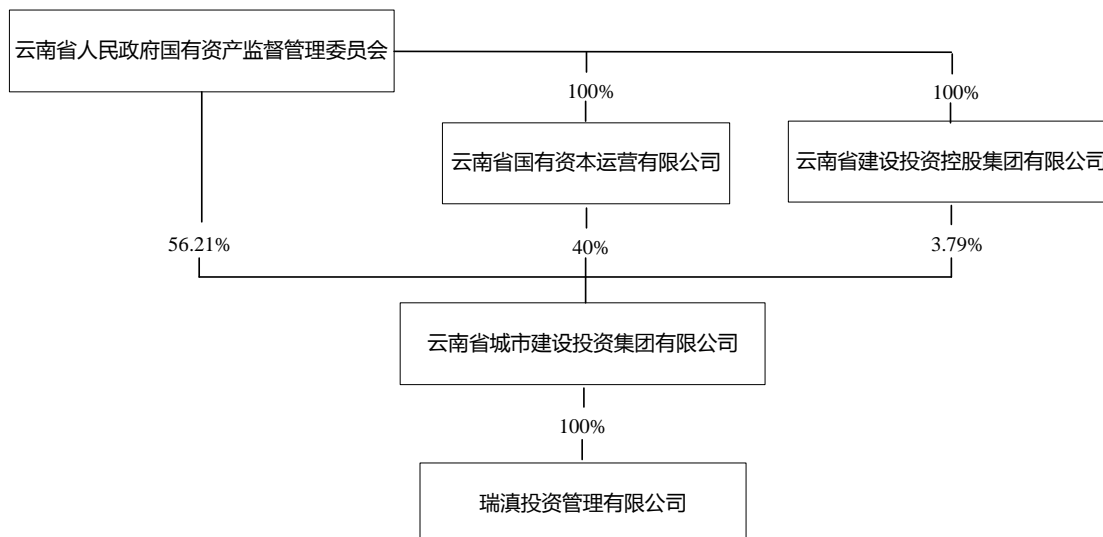 云南省人民政府国有资产监督管理委员会
100%
100%
云南省国有资本运营有限公司
云南省建设投资控股集团有限公司
56.21%
40%
3.79%
云南省城市建设投资集团有限公司
100%
瑞滇投资管理有限公司